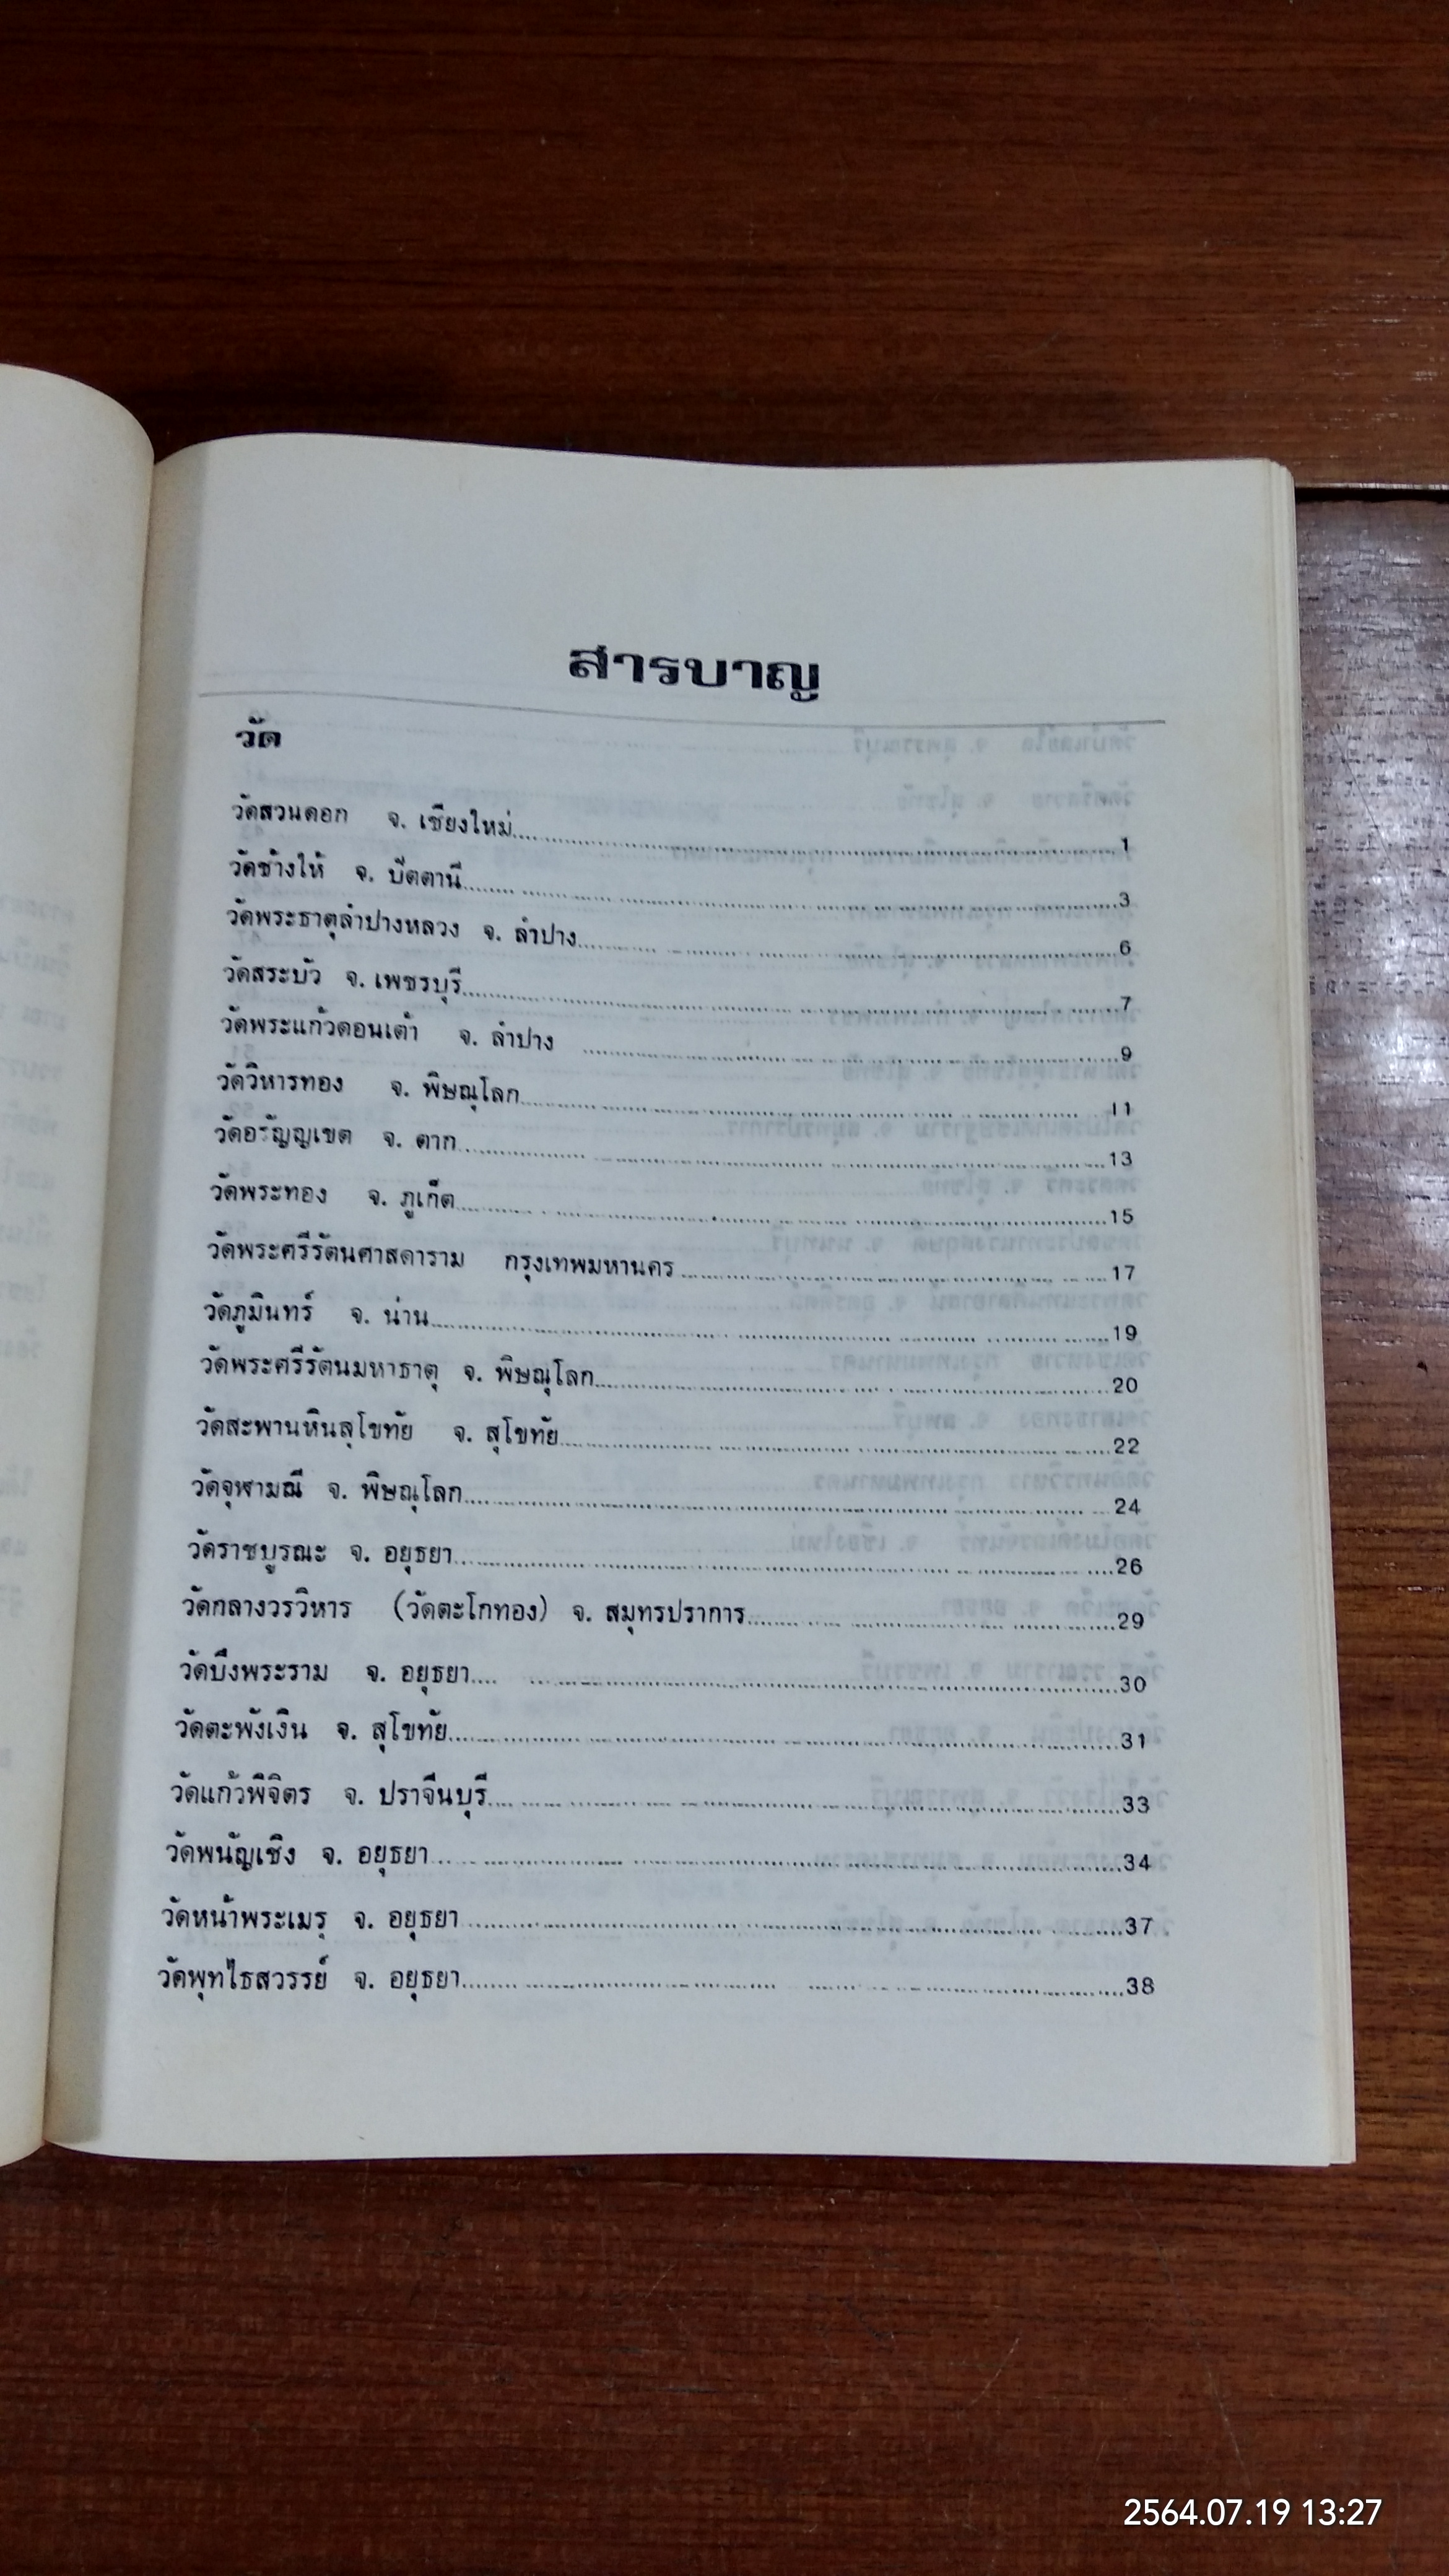 สารบาญ
วัด
วัดสวนดอก จ. เชียงใหม่....................1
วัดช้างให้ จ. ปัตตานี....................3
วัดพระธาตุลำปางหลวง จ. ลำปาง....................6
วัดสระบัว จ. เพชรบุรี....................7
วัดพระแก้วดอนเต้า จ. ลำปาง ....................9
วัดวิหารทอง จ. พิษณุโลก.................... 11
วัดอรัญญเขต จ. ตาก....................13
วัดพระทอง จ. ภูเก็ต....................15
วัดพระศรีรัตนศาสดาราม กรุงเทพมหานคร....................17
วัดภูมินทร์ จ. น่าน....................19
วัดพระศรีรัตนมหาธาตุ จ. พิษณุโลก....................20
วัดสะพานหินสุโขทัย จ. สุโขทัย....................22
วัดจุฬามณี จ. พิษณุโลก....................24
วัดราชบูรณะ จ. อยุธยา....................26
วัดกลางวรวิหาร (วัดตะโกทอง) จ. สมุทรปราการ....................29
วัดบึงพระราม จ. อยุธยา....................30
วัดตะพังเงิน จ. สุโขทัย....................31
วัดแก้วพิจิตร จ. ปราจีนบุรี....................33
วัดพนัญเชิง จ. อยุธยา....................34
วัดหน้าพระเมรุ จ. อยุธยา....................37
วัดพุทไธสวรรย์ จ. อยุธยา....................38
2564.07.19 13:27